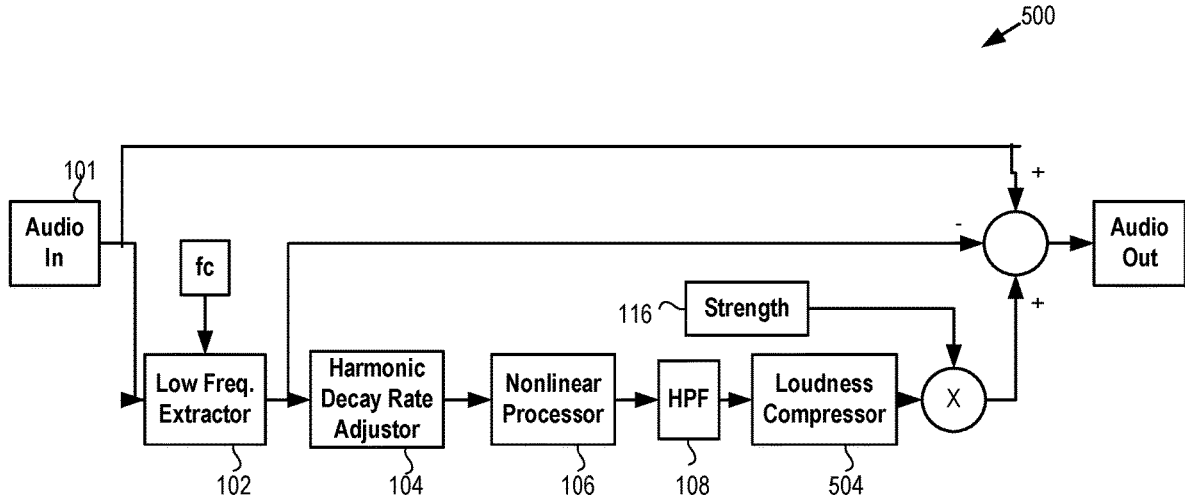 500
101
Audio
In
fc
+
-
Audio
Out
116
Strength
+
Low Freq.
Extractor
Harmonic
Decay Rate
Adjustor
Nonlinear
Processor
HPF
Loudness
Compressor
X
102
104
106
108
504